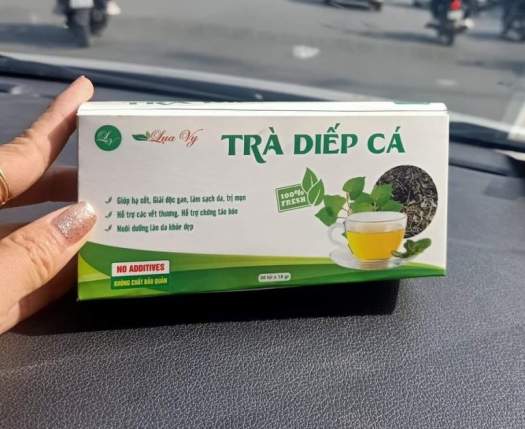 Lụa Vy
TRÀ DIẾP CÁ
Giúp hạ sốt, Giải độc gan, làm sạch da, trị mụn
Hỗ trợ các vết thương, Hỗ trợ chứng táo bón
Nuôi dưỡng làn da khỏe đẹp
100%
FRESH
NO ADDITIVES
KHÔNG CHẤT BẢO QUẢN